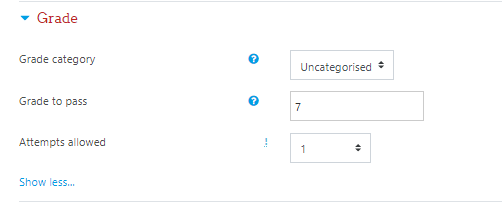 Grade
Grade category
Uncategorised
Grade to pass
7
Attempts allowed
!
1
Show less...